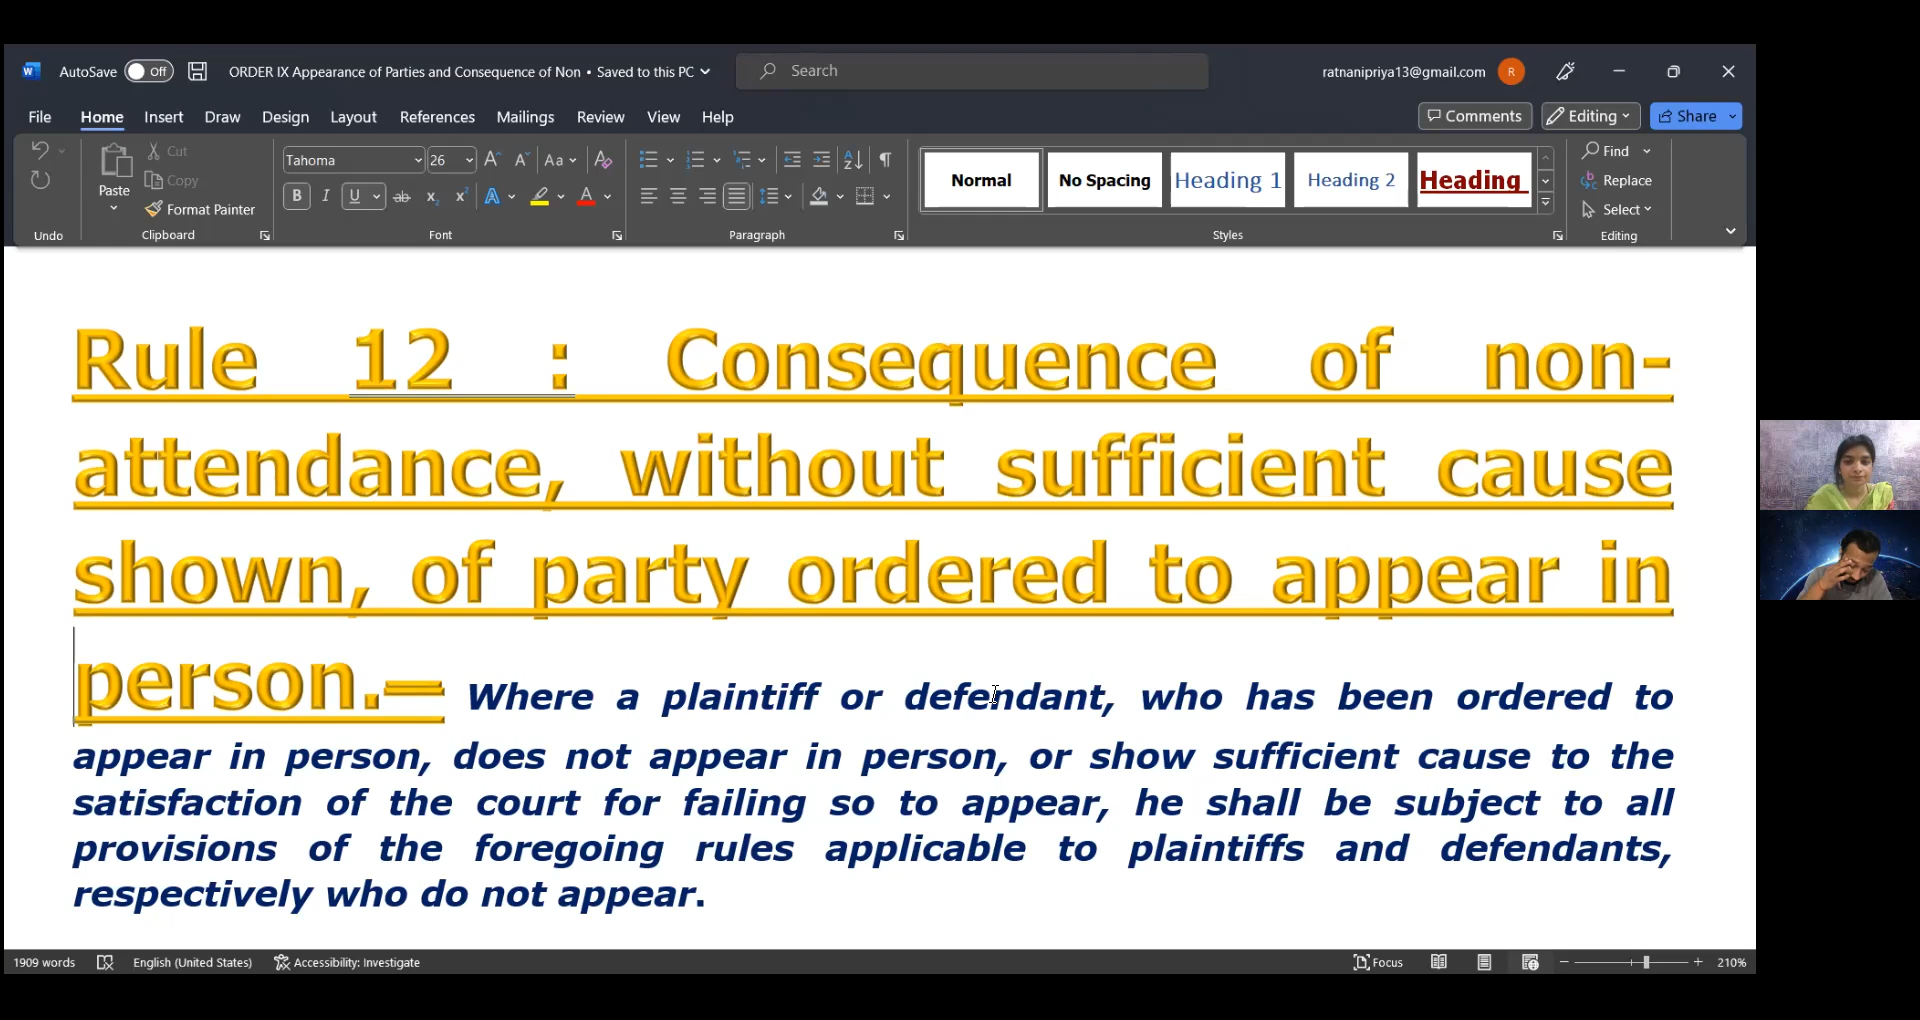 W AutoSave Off ORDER IX Appearance of Parties and Consequence of Non • Saved to this PC Search ratnanipriya13@gmail.com R
File Home Insert Draw Design Layout References Mailings Review View Help Comments Editing Share
Cut Tahoma 26 Aa Find
Paste Copy Normal No Spacing Heading 1 Heading 2 Heading Replace
Format Painter B I U ab x₂ x² A A Select
Undo Clipboard Font Paragraph Styles Editing
Rule 12 : Consequence of non-
attendance, without sufficient cause
shown, of party ordered to appear in
person.— Where a plaintiff or defendant, who has been ordered to
appear in person, does not appear in person, or show sufficient cause to the
satisfaction of the court for failing so to appear, he shall be subject to all
provisions of the foregoing rules applicable to plaintiffs and defendants,
respectively who do not appear.
1909 words English (United States) Accessibility: Investigate Focus 210%